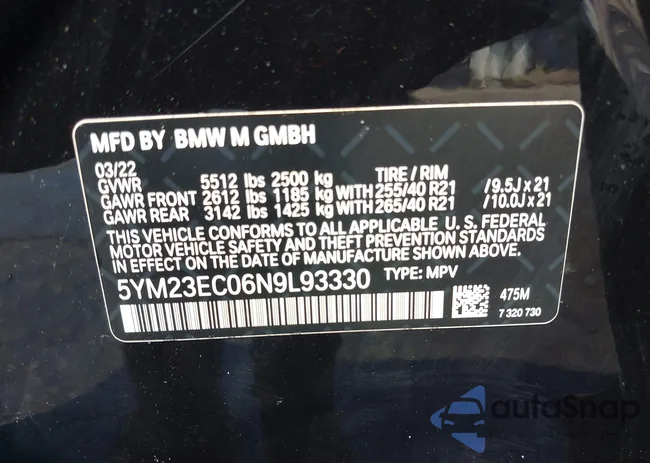 MFD BY BMW M GMBH
03/22
GVWR 5512 lbs 2500 kg TIRE / RIM
GAWR FRONT 2612 lbs 1185 kg WITH 255/40 R21 /9.5J x 21
GAWR REAR 3142 lbs 1425 kg WITH 265/40 R21 /10.0J x 21
THIS VEHICLE CONFORMS TO ALL APPLICABLE U. S. FEDERAL
MOTOR VEHICLE SAFETY AND THEFT PREVENTION STANDARDS
IN EFFECT ON THE DATE OF MANUFACTURE SHOWN ABOVE.
5YM23EC06N9L93330 TYPE: MPV
475M
7 320 730
autoSnap